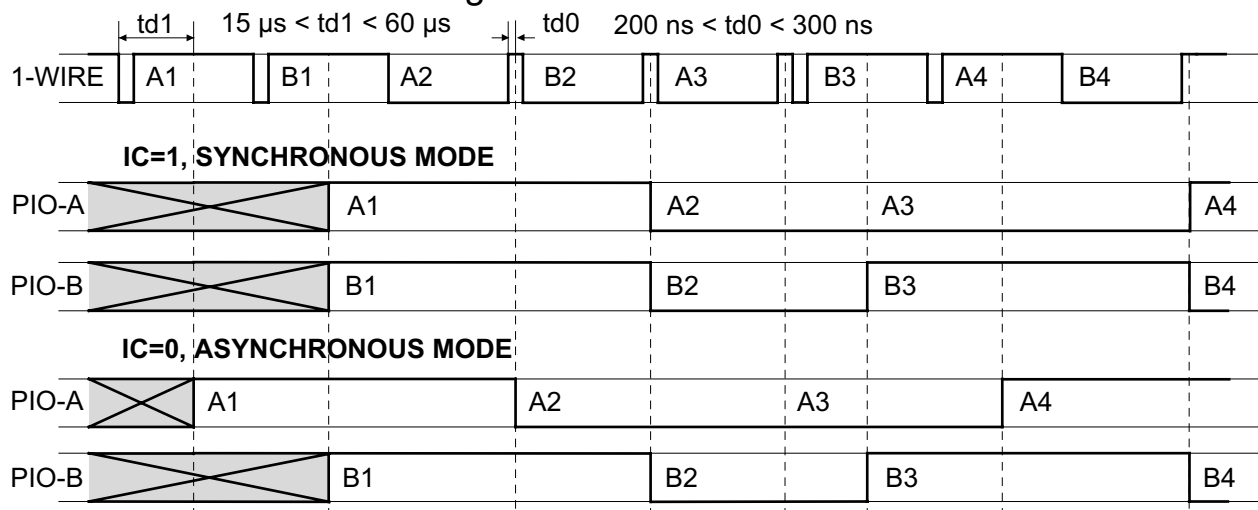 td1 15 µs < td1 < 60 µs td0 200 ns < td0 < 300 ns
1-WIRE A1 B1 A2 B2 A3 B3 A4 B4
IC=1, SYNCHRONOUS MODE
PIO-A A1 A2 A3 A4
PIO-B B1 B2 B3 B4
IC=0, ASYNCHRONOUS MODE
PIO-A A1 A2 A3 A4
PIO-B B1 B2 B3 B4